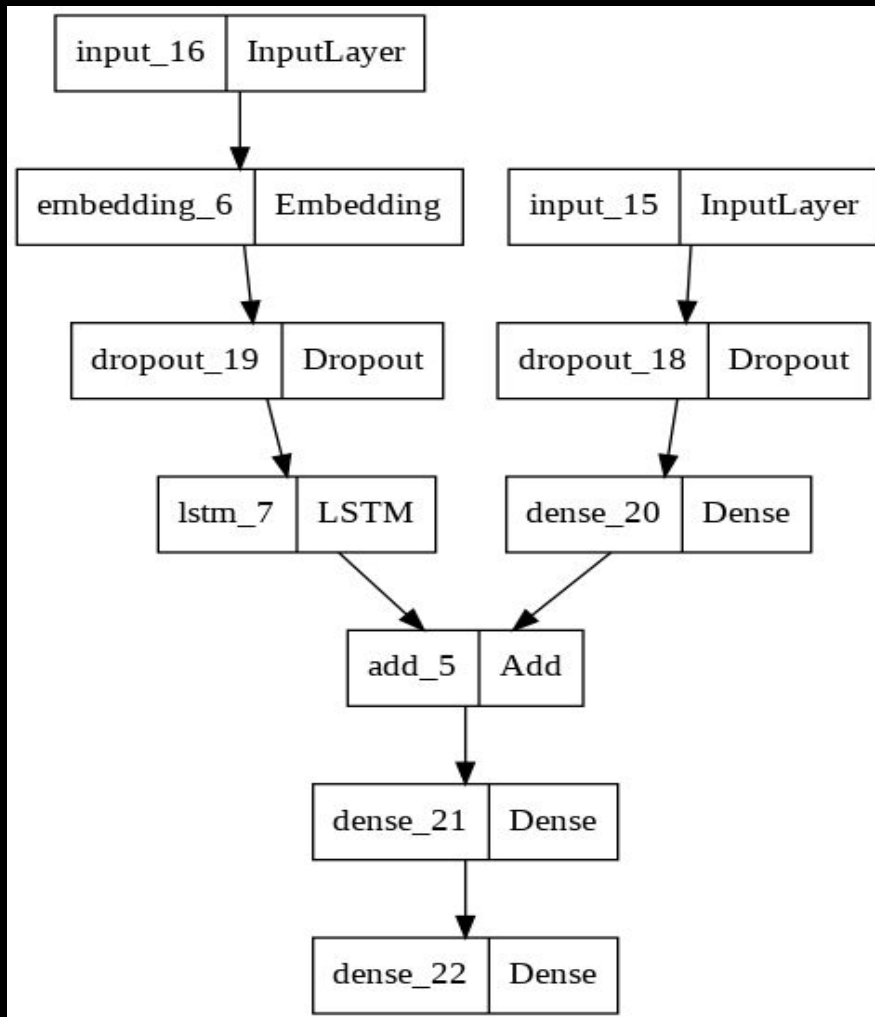 input_16 InputLayer
embedding_6 Embedding
input_15 InputLayer
dropout_19 Dropout
dropout_18 Dropout
lstm_7 LSTM
dense_20 Dense
add_5 Add
dense_21 Dense
dense_22 Dense